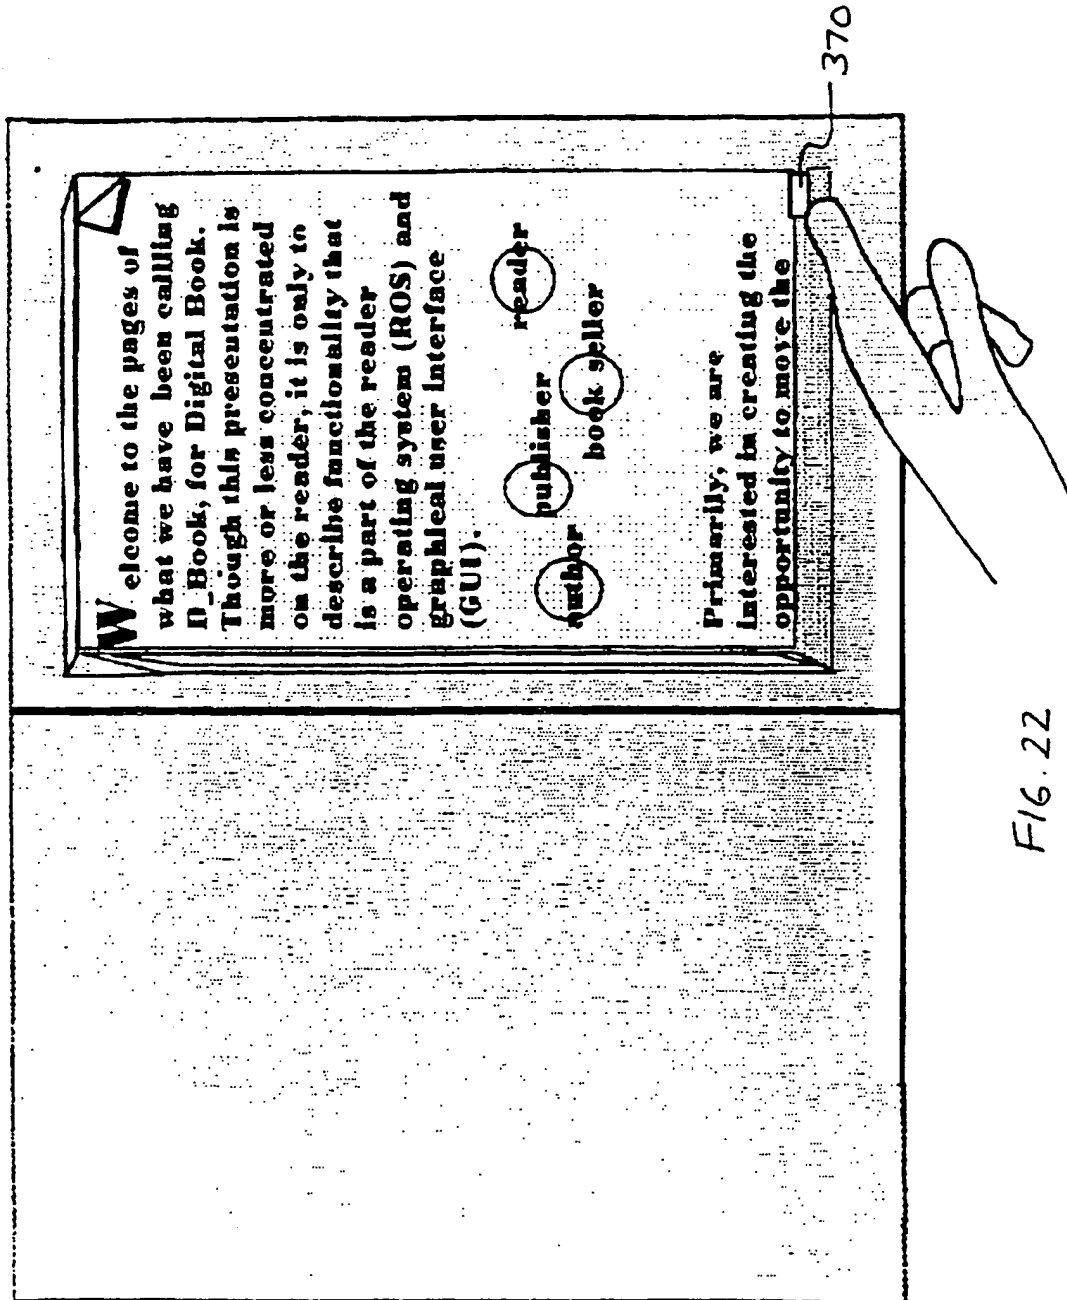 Welcome to the pages of
what we have been calling
D_Book, for Digital Book.
Though this presentation is
more or less concentrated
on the reader, it is only to
describe functionality that
is a part of the reader
operating system (ROS) and
graphical user interface
(GUI).
author
publisher
book seller
reader
Primarily, we are
interested in creating the
opportunity to move the
370
FIG. 22